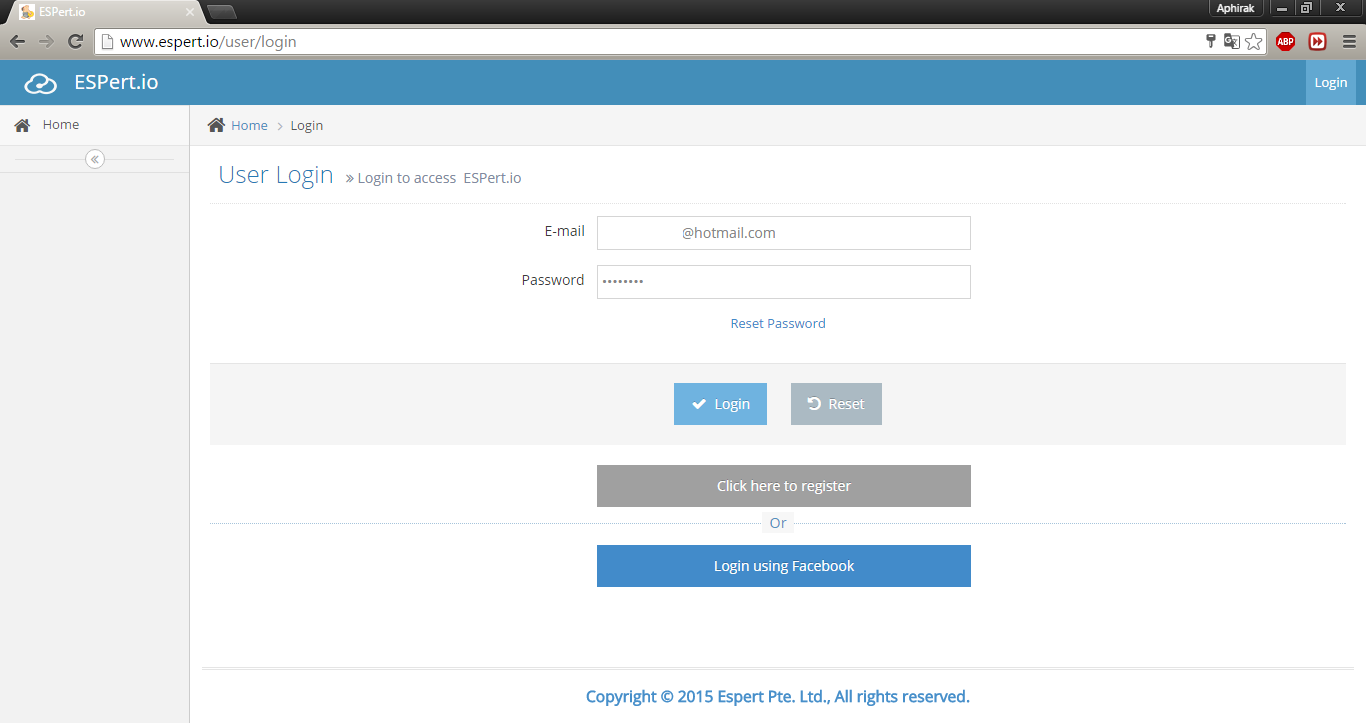 ESPert.io
Aphirak
www.espert.io/user/login
ABP
ESPert.io
Login
Home
Home
Login
User Login » Login to access ESPert.io
E-mail
@hotmail.com
Password
••••••••
Reset Password
Login
Reset
Click here to register
Or
Login using Facebook
Copyright © 2015 Espert Pte. Ltd., All rights reserved.